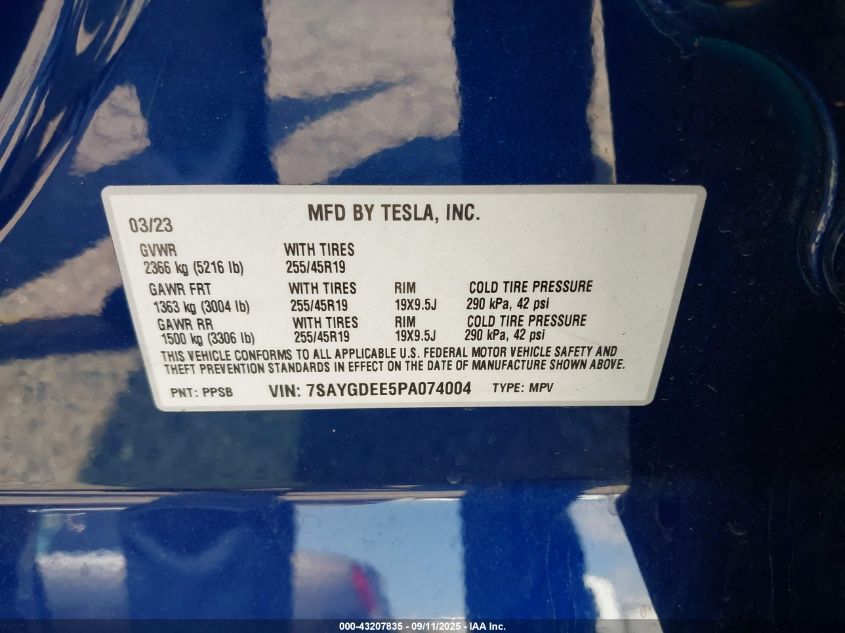 MFD BY TESLA, INC.
03/23
GVWR WITH TIRES
2366 kg (5216 lb) 255/45R19
GAWR FRT WITH TIRES RIM COLD TIRE PRESSURE
1363 kg (3004 lb) 255/45R19 19X9.5J 290 kPa, 42 psi
GAWR RR WITH TIRES RIM COLD TIRE PRESSURE
1500 kg (3306 lb) 255/45R19 19X9.5J 290 kPa, 42 psi
THIS VEHICLE CONFORMS TO ALL APPLICABLE U.S. FEDERAL MOTOR VEHICLE SAFETY AND
THEFT PREVENTION STANDARDS IN EFFECT ON THE DATE OF MANUFACTURE SHOWN ABOVE.
PNT: PPSB VIN: 7SAYGDEE5PA074004 TYPE: MPV
000-43207835 - 09/11/2025 - IAA Inc.